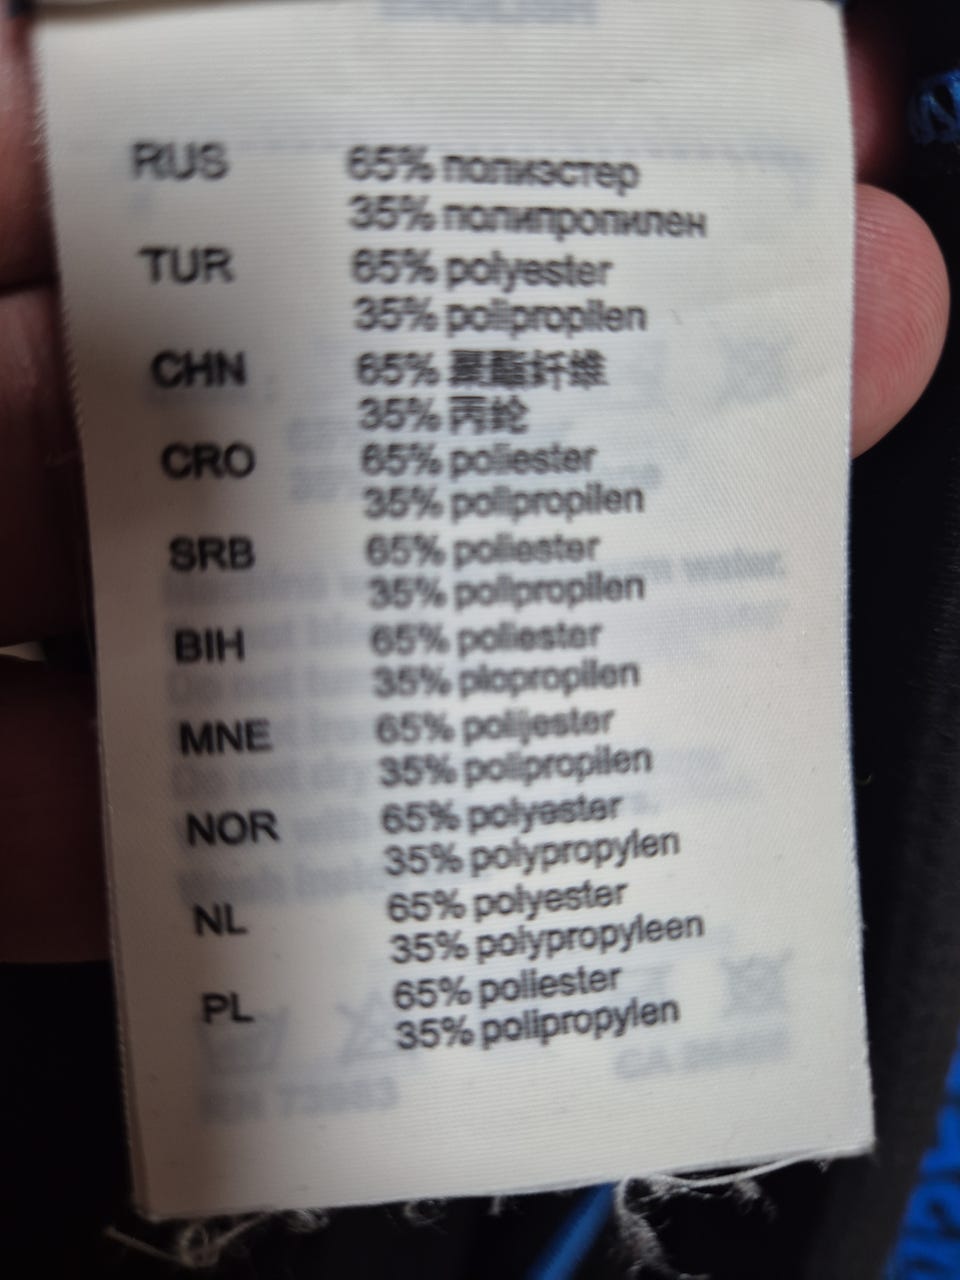 RUS 65% полиэстер
35% полипропилен
TUR 65% polyester
35% polipropilen
CHN 65% 聚酯纤维
35% 丙纶
CRO 65% poliester
35% polipropilen
SRB 65% poliester
35% polipropilen
BIH 65% poliester
35% plopropilen
MNE 65% polijester
35% polipropilen
NOR 65% polyester
35% polypropylen
NL 65% polyester
35% polypropyleen
PL 65% poliester
35% polipropylen